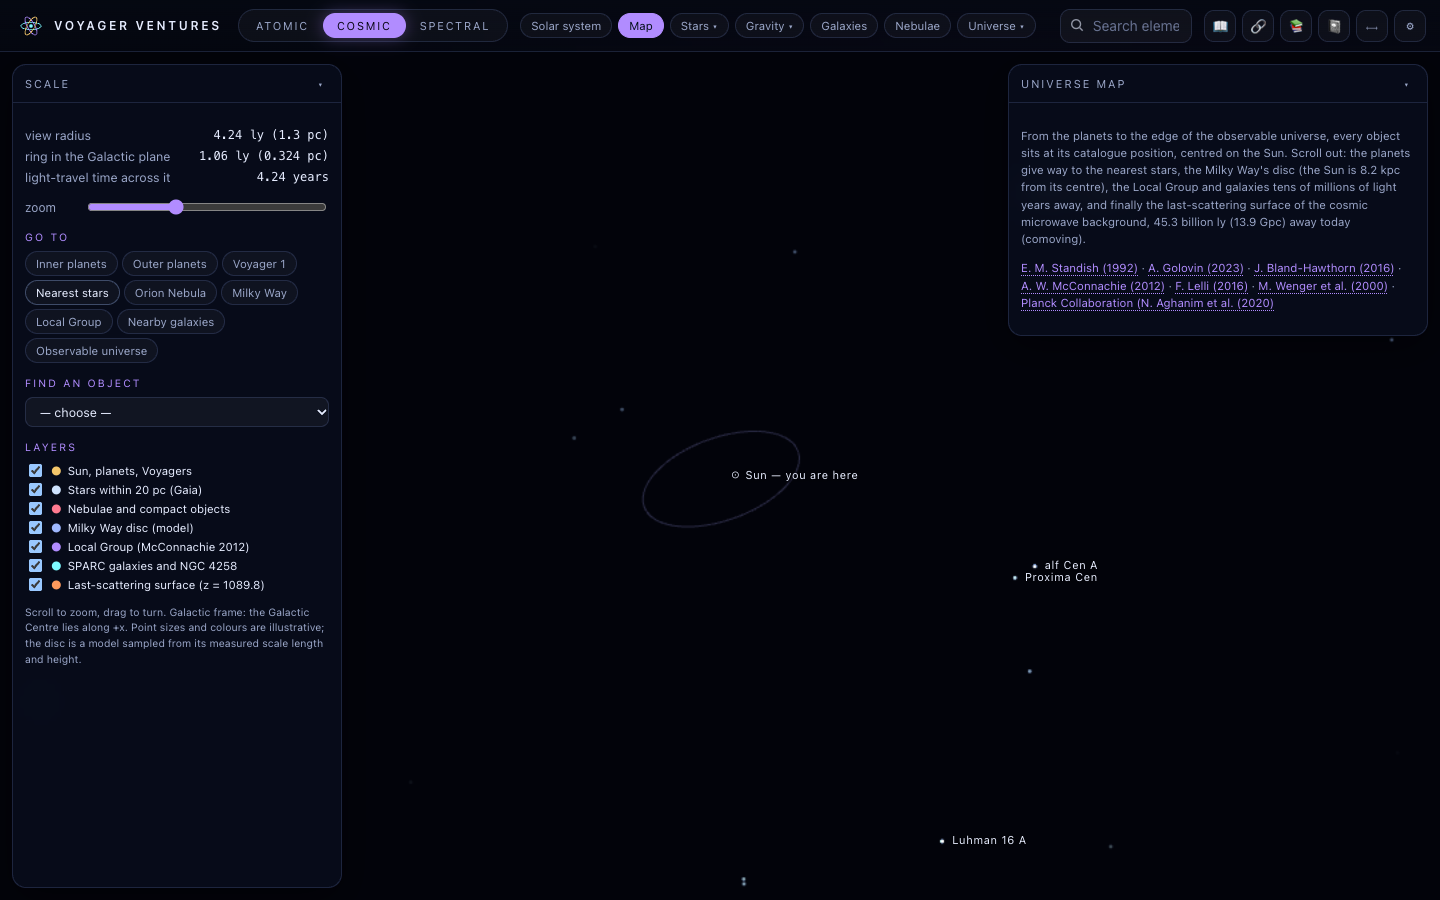 VOYAGER VENTURES
ATOMIC COSMIC SPECTRAL
Solar system Map Stars Gravity Galaxies Nebulae Universe
Search eleme
SCALE
view radius 4.24 ly (1.3 pc)
ring in the Galactic plane 1.06 ly (0.324 pc)
light-travel time across it 4.24 years
zoom
GO TO
Inner planets Outer planets Voyager 1
Nearest stars Orion Nebula Milky Way
Local Group Nearby galaxies
Observable universe
FIND AN OBJECT
— choose —
LAYERS
Sun, planets, Voyagers
Stars within 20 pc (Gaia)
Nebulae and compact objects
Milky Way disc (model)
Local Group (McConnachie 2012)
SPARC galaxies and NGC 4258
Last-scattering surface (z = 1089.8)
Scroll to zoom, drag to turn. Galactic frame: the Galactic
Centre lies along +x. Point sizes and colours are illustrative;
the disc is a model sampled from its measured scale length
and height.
⊙ Sun — you are here
alf Cen A
Proxima Cen
Luhman 16 A
UNIVERSE MAP
From the planets to the edge of the observable universe, every object
sits at its catalogue position, centred on the Sun. Scroll out: the planets
give way to the nearest stars, the Milky Way's disc (the Sun is 8.2 kpc
from its centre), the Local Group and galaxies tens of millions of light
years away, and finally the last-scattering surface of the cosmic
microwave background, 45.3 billion ly (13.9 Gpc) away today
(comoving).
E. M. Standish (1992) · A. Golovin (2023) · J. Bland-Hawthorn (2016) ·
A. W. McConnachie (2012) · F. Lelli (2016) · M. Wenger et al. (2000) ·
Planck Collaboration (N. Aghanim et al. (2020)